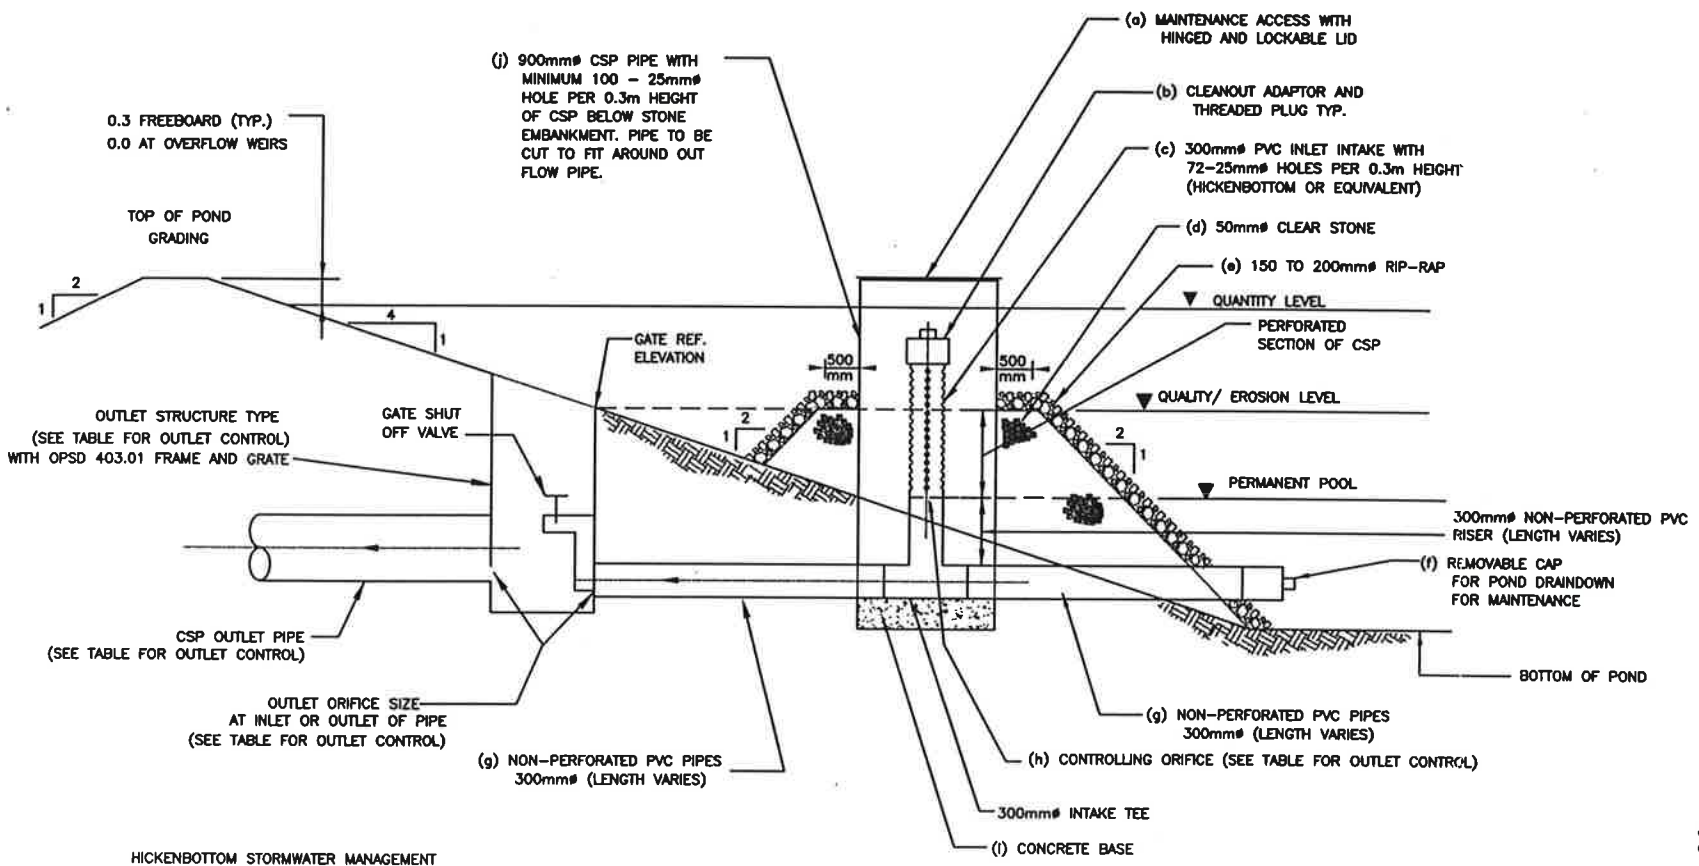 (a) MAINTENANCE ACCESS WITH
HINGED AND LOCKABLE LID
(j) 900mmø CSP PIPE WITH
MINIMUM 100 - 25mmø
HOLE PER 0.3m HEIGHT
OF CSP BELOW STONE
EMBANKMENT. PIPE TO BE
CUT TO FIT AROUND OUT
FLOW PIPE.
(b) CLEANOUT ADAPTOR AND
THREADED PLUG TYP.
0.3 FREEBOARD (TYP.)
0.0 AT OVERFLOW WEIRS
(c) 300mmø PVC INLET INTAKE WITH
72-25mmø HOLES PER 0.3m HEIGHT
(HICKENBOTTOM OR EQUIVALENT)
TOP OF POND
GRADING
(d) 50mmø CLEAR STONE
(e) 150 TO 200mmø RIP-RAP
2
1
4
1
QUANTITY LEVEL
GATE REF.
ELEVATION
PERFORATED
SECTION OF CSP
500
mm
500
mm
QUALITY/ EROSION LEVEL
OUTLET STRUCTURE TYPE
(SEE TABLE FOR OUTLET CONTROL)
WITH OPSD 403.01 FRAME AND GRATE
GATE SHUT
OFF VALVE
2
1
2
1
PERMANENT POOL
300mmø NON-PERFORATED PVC
RISER (LENGTH VARIES)
(f) REMOVABLE CAP
FOR POND DRAINDOWN
FOR MAINTENANCE
CSP OUTLET PIPE
(SEE TABLE FOR OUTLET CONTROL)
BOTTOM OF POND
OUTLET ORIFICE SIZE
AT INLET OR OUTLET OF PIPE
(SEE TABLE FOR OUTLET CONTROL)
(g) NON-PERFORATED PVC PIPES
300mmø (LENGTH VARIES)
(g) NON-PERFORATED PVC PIPES
300mmø (LENGTH VARIES)
(h) CONTROLLING ORIFICE (SEE TABLE FOR OUTLET CONTROL)
300mmø INTAKE TEE
(i) CONCRETE BASE
HICKENBOTTOM STORMWATER MANAGEMENT